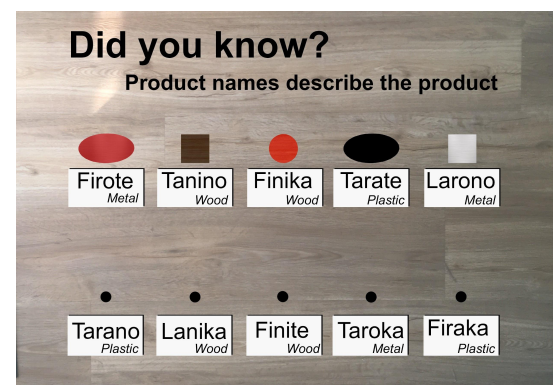 Did you know?
Product names describe the product
Firote Tanino Finika Tarate Larono
Metal Wood Wood Plastic Metal
Tarano Lanika Finite Taroka Firaka
Plastic Wood Wood Metal Plastic